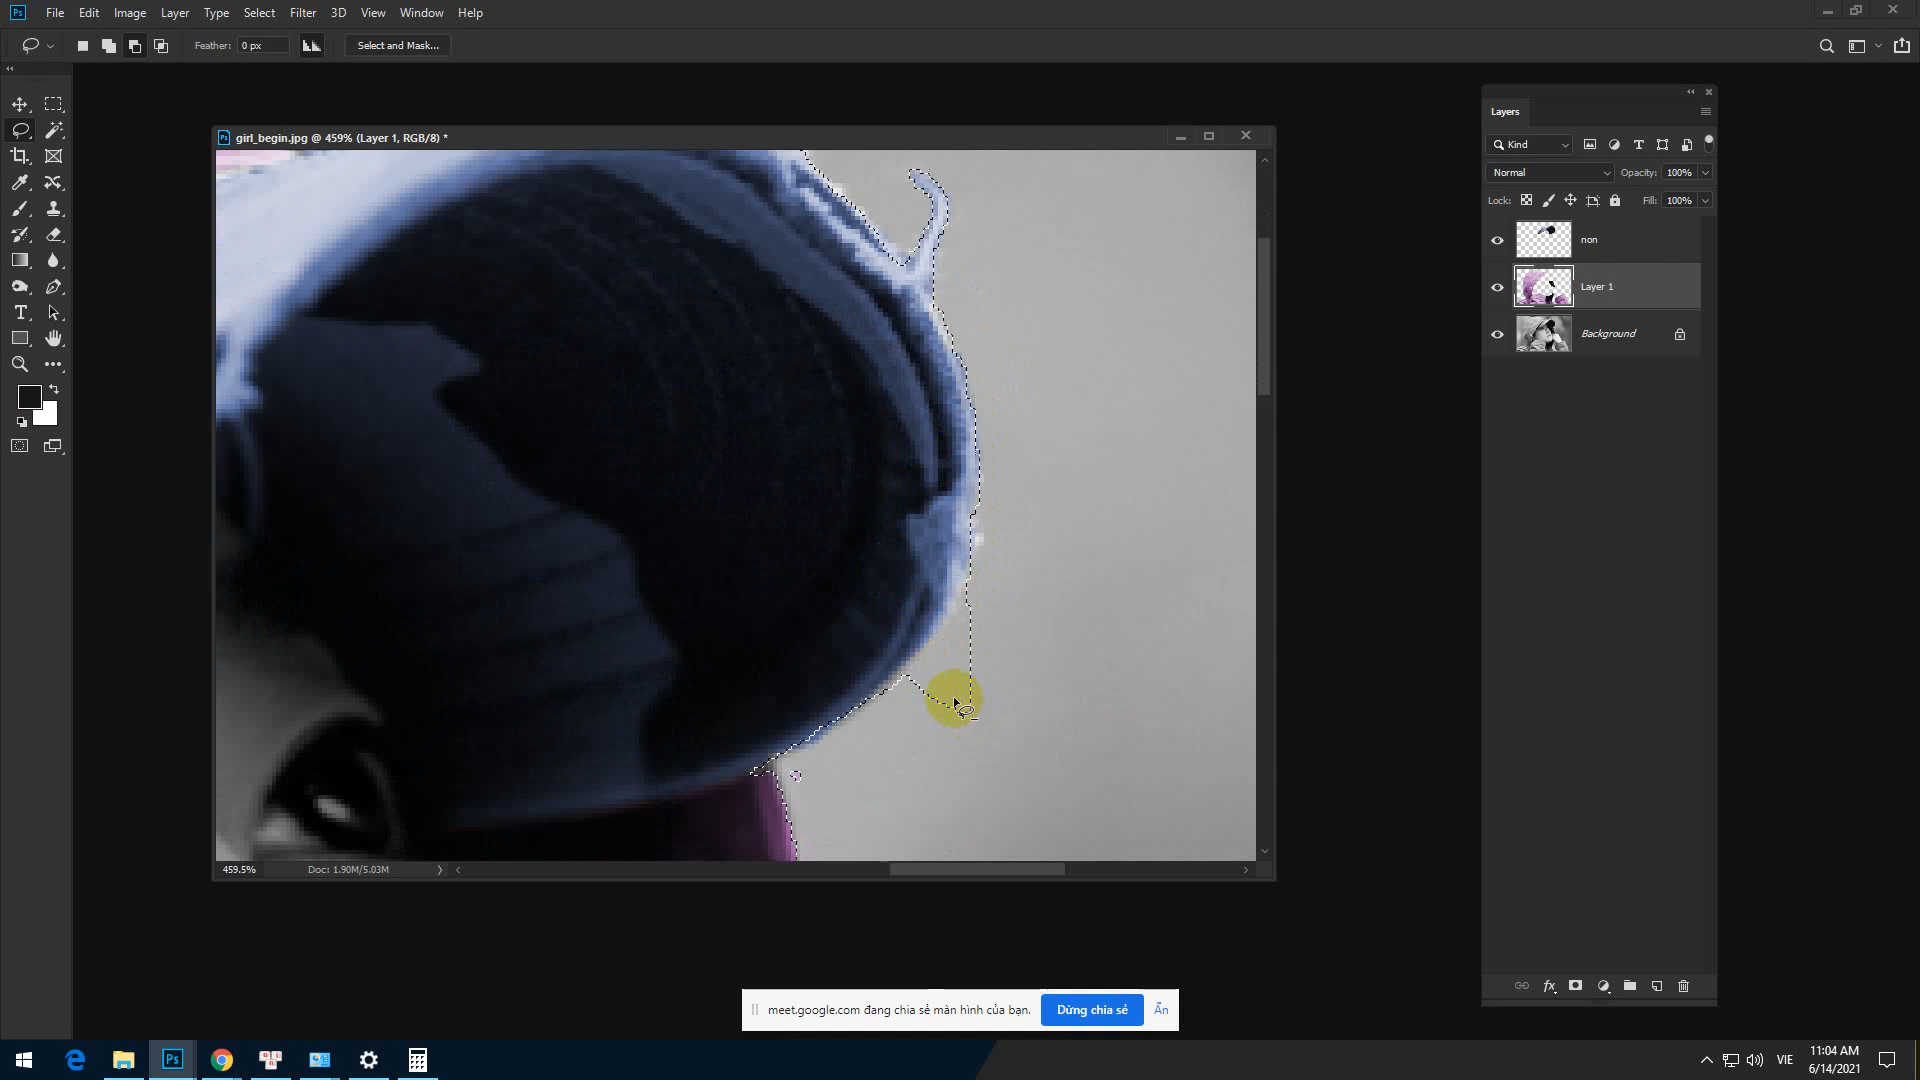 Ps File Edit Image Layer Type Select Filter 3D View Window Help
Feather: 0 px Select and Mask...
Ps girl_begin.jpg @ 459% (Layer 1, RGB/8) *
459.5% Doc: 1.90M/5.03M
Layers
Kind
Normal Opacity: 100%
Lock: Fill: 100%
non
Layer 1
Background
meet.google.com đang chia sẻ màn hình của bạn. Dừng chia sẻ Ẩn
Ps
VIE
11:04 AM
6/14/2021